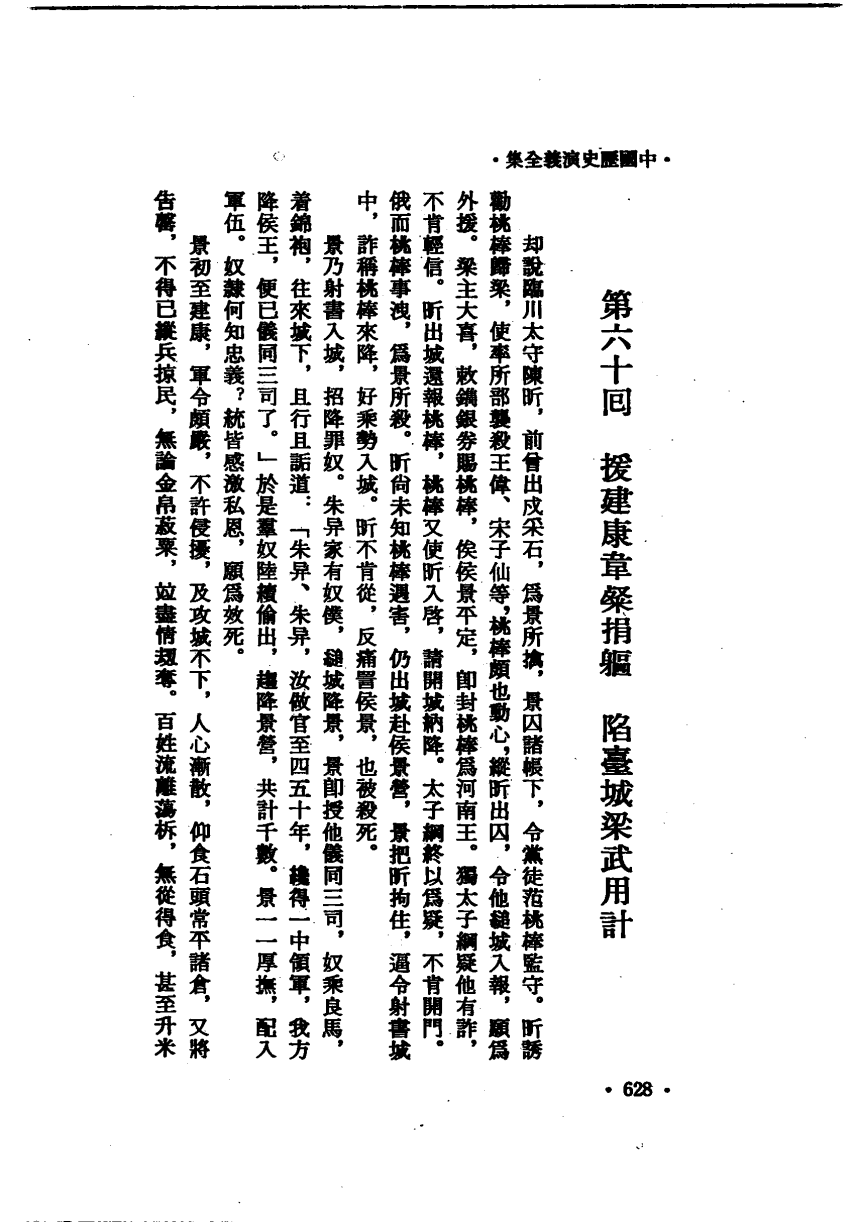 ·中國歷史演義全集·
第六十回　援建康韋粲捐軀　陷臺城梁武用計
却說臨川太守陳昕，前曾出戍采石，爲景所擒，景囚諸帳下，令黨徒范桃棒監守。昕誘
勸桃棒歸梁，使率所部襲殺王偉、宋子仙等，桃棒頗也動心，縱昕出囚，令他縋城入報，願爲
外援。梁主大喜，敕鐫銀券賜桃棒，俟侯景平定，卽封桃棒爲河南王。獨太子綱疑他有詐，
不肯輕信。昕出城還報桃棒，桃棒又使昕入啓，請開城納降。太子綱終以爲疑，不肯開門。
俄而桃棒事洩，爲景所殺。昕尙未知桃棒遇害，仍出城赴侯景營，景把昕拘住，逼令射書城
中，詐稱桃棒來降，好乘勢入城。昕不肯從，反痛詈侯景，也被殺死。
景乃射書入城，招降罪奴。朱异家有奴僕，縋城降景，景卽授他儀同三司，奴乘良馬，
着錦袍，往來城下，且行且詬道：「朱异、朱异，汝做官至四五十年，纔得一中領軍，我方
降侯王，便已儀同三司了。」於是羣奴陸續偷出，趨降景營，共計千數。景一一厚撫，配入
軍伍。奴隸何知忠義？統皆感激私恩，願爲效死。
景初至建康，軍令頗嚴，不許侵擾，及攻城不下，人心漸散，仰食石頭常平諸倉，又將
告罄，不得已縱兵掠民，無論金帛菽粟，竝盡情刼奪。百姓流離蕩析，無從得食，甚至升米
·628·